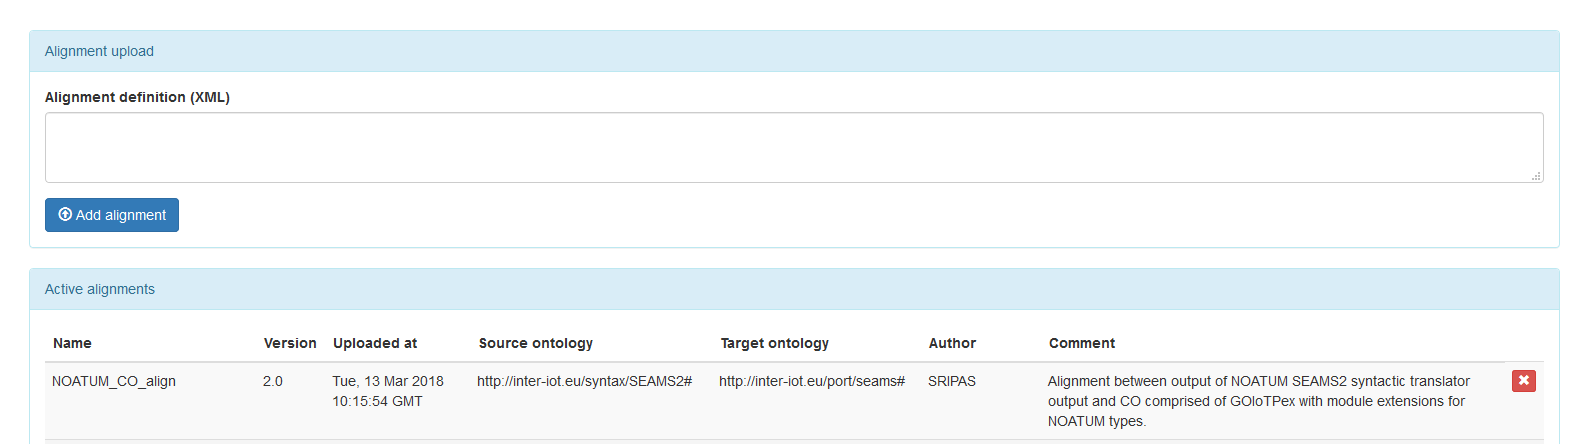 Alignment upload
Alignment definition (XML)
Add alignment
Active alignments
Name Version Uploaded at Source ontology Target ontology Author Comment
NOATUM_CO_align 2.0 Tue, 13 Mar 2018 http://inter-iot.eu/syntax/SEAMS2# http://inter-iot.eu/port/seams# SRIPAS Alignment between output of NOATUM SEAMS2 syntactic translator
10:15:54 GMT output and CO comprised of GOIoTPex with module extensions for
NOATUM types.